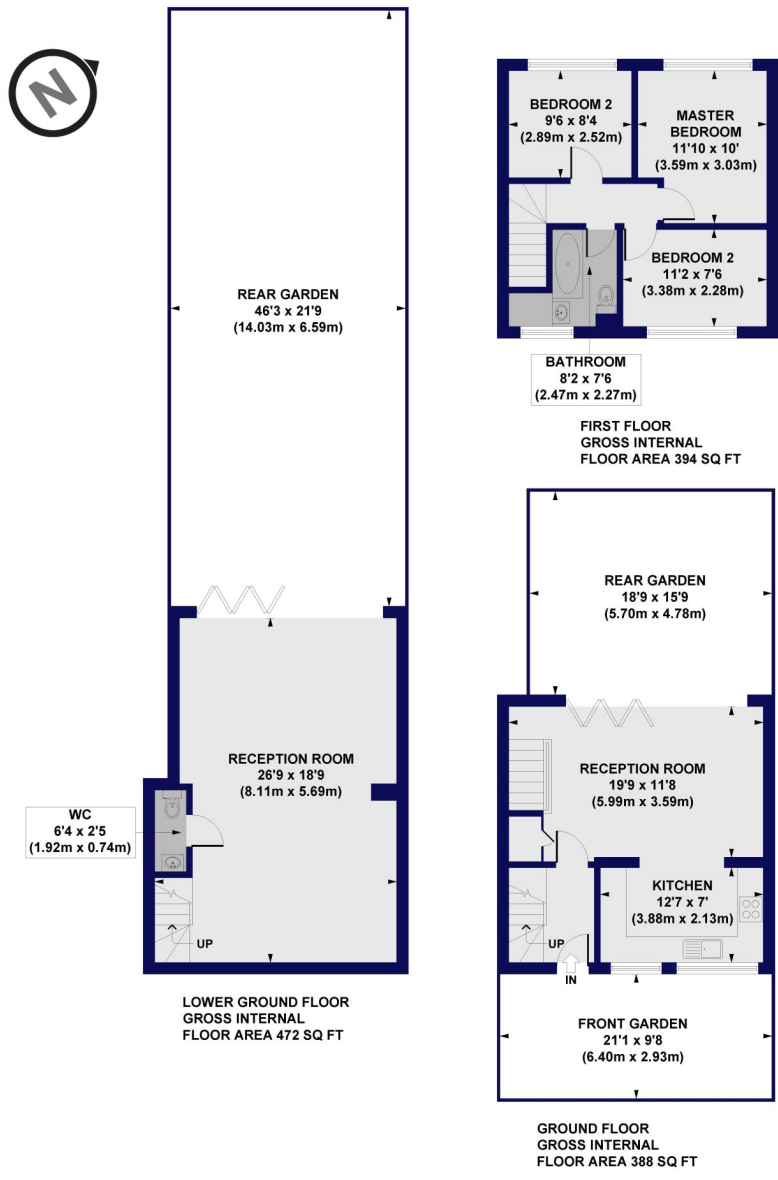 N
REAR GARDEN
46'3 x 21'9
(14.03m x 6.59m)
RECEPTION ROOM
26'9 x 18'9
(8.11m x 5.69m)
WC
6'4 x 2'5
(1.92m x 0.74m)
UP
LOWER GROUND FLOOR
GROSS INTERNAL
FLOOR AREA 472 SQ FT
BEDROOM 2
9'6 x 8'4
(2.89m x 2.52m)
MASTER
BEDROOM
11'10 x 10'
(3.59m x 3.03m)
BEDROOM 2
11'2 x 7'6
(3.38m x 2.28m)
BATHROOM
8'2 x 7'6
(2.47m x 2.27m)
FIRST FLOOR
GROSS INTERNAL
FLOOR AREA 394 SQ FT
REAR GARDEN
18'9 x 15'9
(5.70m x 4.78m)
RECEPTION ROOM
19'9 x 11'8
(5.99m x 3.59m)
KITCHEN
12'7 x 7'
(3.88m x 2.13m)
UP
IN
FRONT GARDEN
21'1 x 9'8
(6.40m x 2.93m)
GROUND FLOOR
GROSS INTERNAL
FLOOR AREA 388 SQ FT